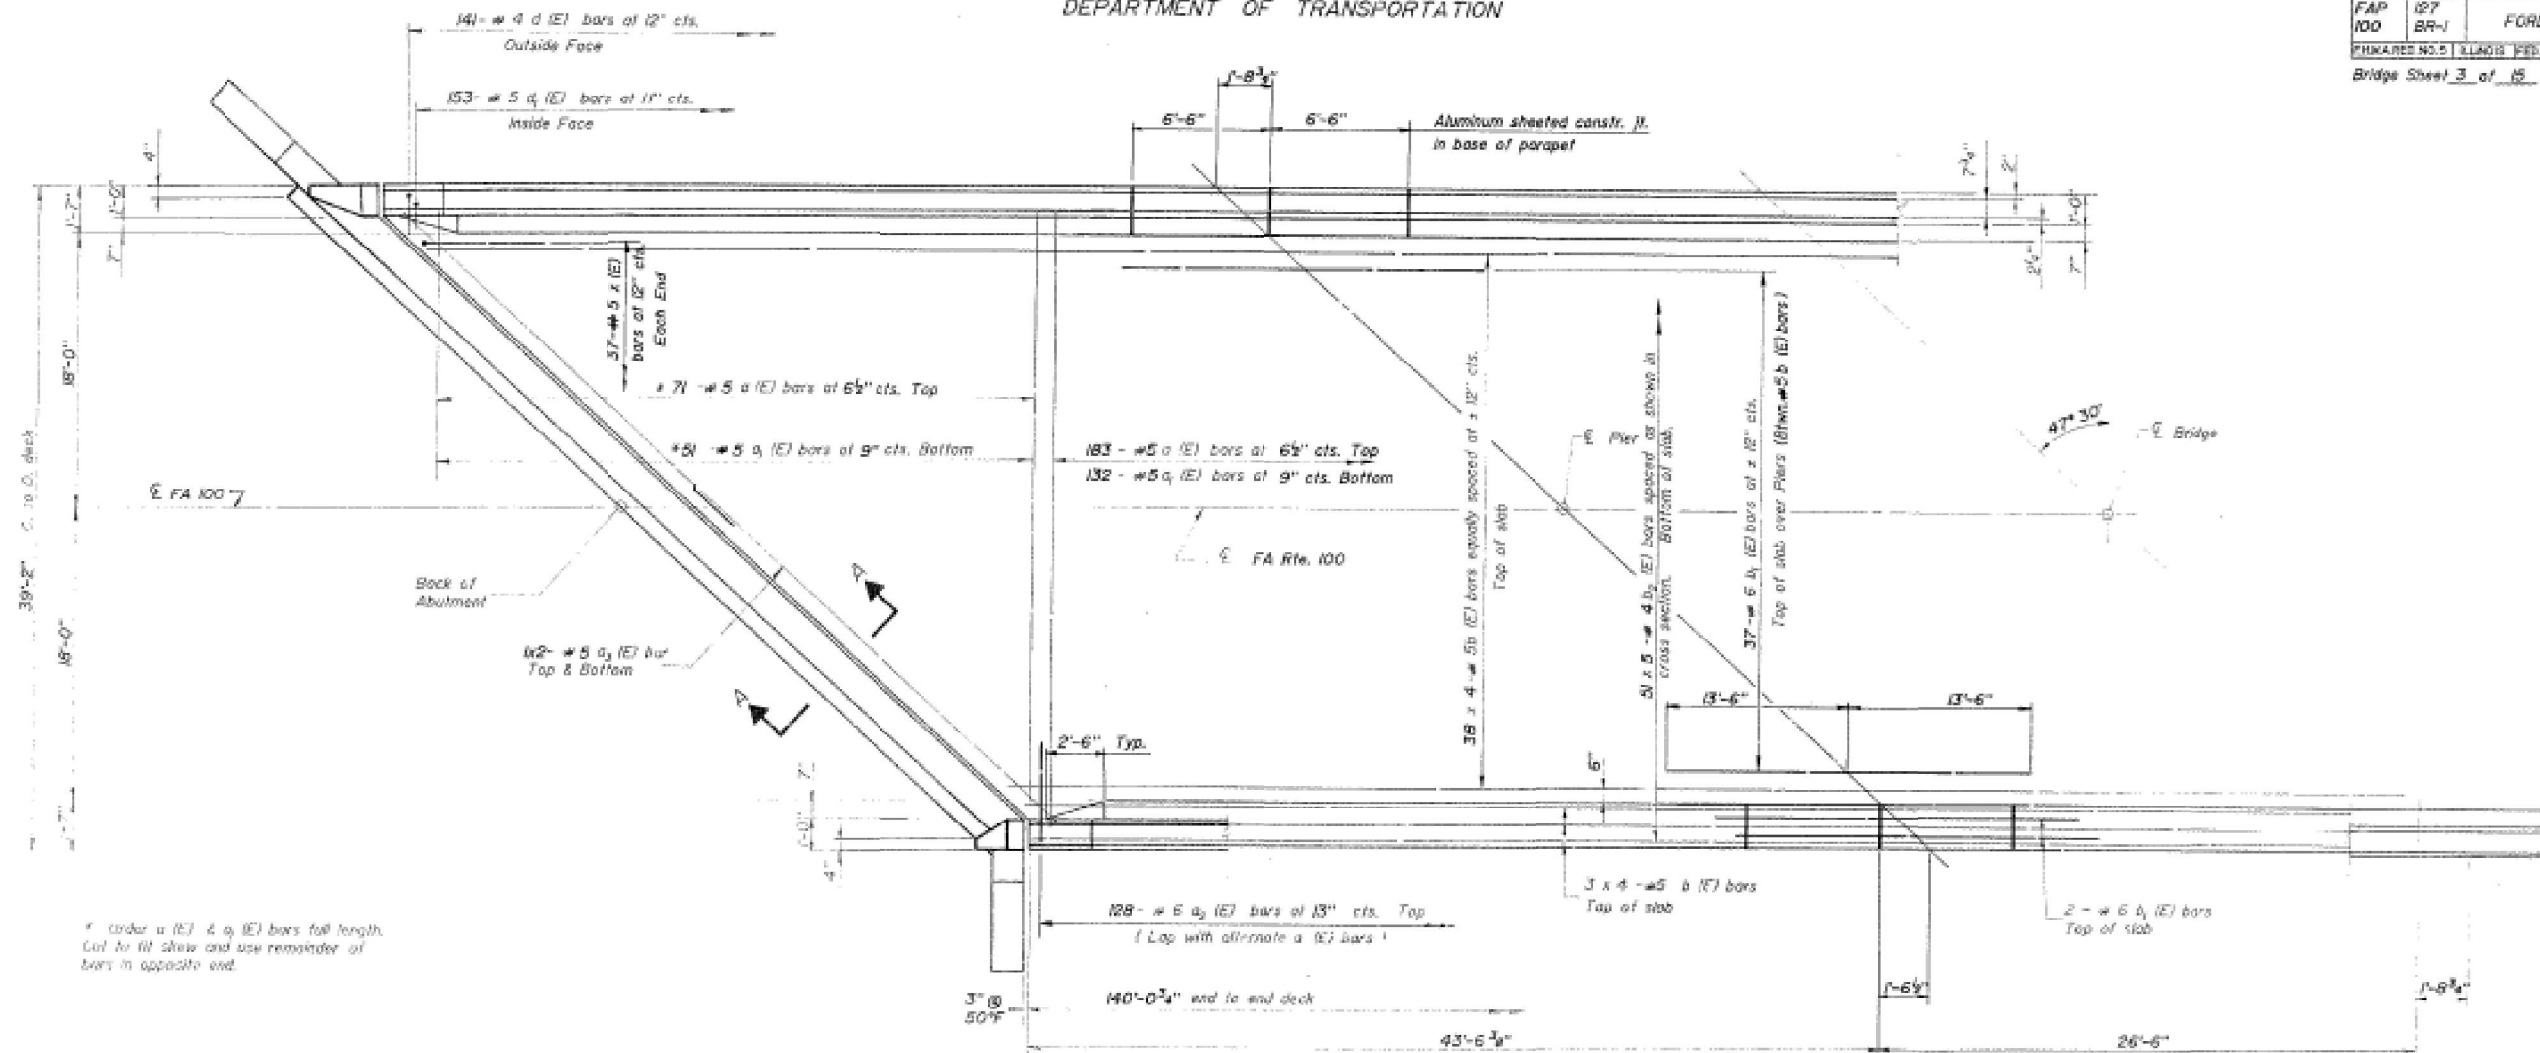 DEPARTMENT OF TRANSPORTATION
FAP 127
100 BR-1
Bridge Sheet 3 of 15
141- # 4 d (E) bars at 12" cts.
Outside Face
153- # 5 d₁ (E) bars at 11" cts.
Inside Face
6'-6"
6'-6"
Aluminum sheeted constr. jt.
in base of parapet
4"
1'-7"
1'-0"
7"
2"
1'-0"
7"
57-# 5 x (E)
bars at 12" cts.
Each End
18'-0"
39'-2" O. to O. deck
18'-0"
1'-7"
* 71 -# 5 a (E) bars at 6½" cts. Top
*51 -# 5 a₁ (E) bars at 9" cts. Bottom
183 - #5 a (E) bars at 6½" cts. Top
132 - #5 a₁ (E) bars at 9" cts. Bottom
38 x 4 -# 5b (E) bars equally spaced at ± 12" cts.
Top of slab
51 x 5 -# 4 b₂ (E) bars spaced as shown in
cross section. Bottom of slab.
37-# 6 b₁ (E) bars at ± 12" cts.
Top of slab over Piers (Btwn.#5 b (E) bars)
℄ Pier
47° 30'
℄ Bridge
℄ FA 100
℄ FA Rte. 100
Back of
Abutment
A
A
1x2- # 5 a₃ (E) bar
Top & Bottom
2'-6" Typ.
13'-6"
13'-6"
6"
7"
1'-0"
4"
128- # 6 a₂ (E) bars at 13" cts. Top
( Lap with alternate a (E) bars )
3 x 4 -#5 b (E) bars
Top of slab
2 - # 6 b₁ (E) bars
Top of slab
* Order a (E) & a₁ (E) bars full length.
Cut to fit skew and use remainder of
bars in opposite end.
3" @
50°F
140'-0¾" end to end deck
1'-6½"
1'-8¾"
43'-6⅜"
26'-6"